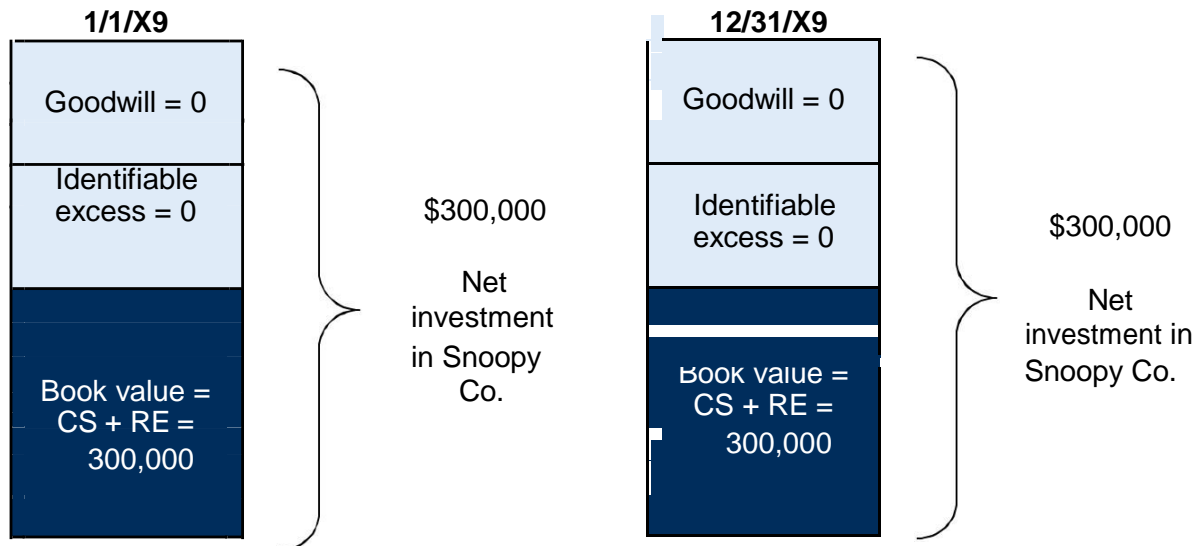 1/1/X9
Goodwill = 0
Identifiable
excess = 0
Book value =
CS + RE =
300,000
$300,000
Net
investment
in Snoopy
Co.
12/31/X9
Goodwill = 0
Identifiable
excess = 0
Book value =
CS + RE =
300,000
$300,000
Net
investment in
Snoopy Co.